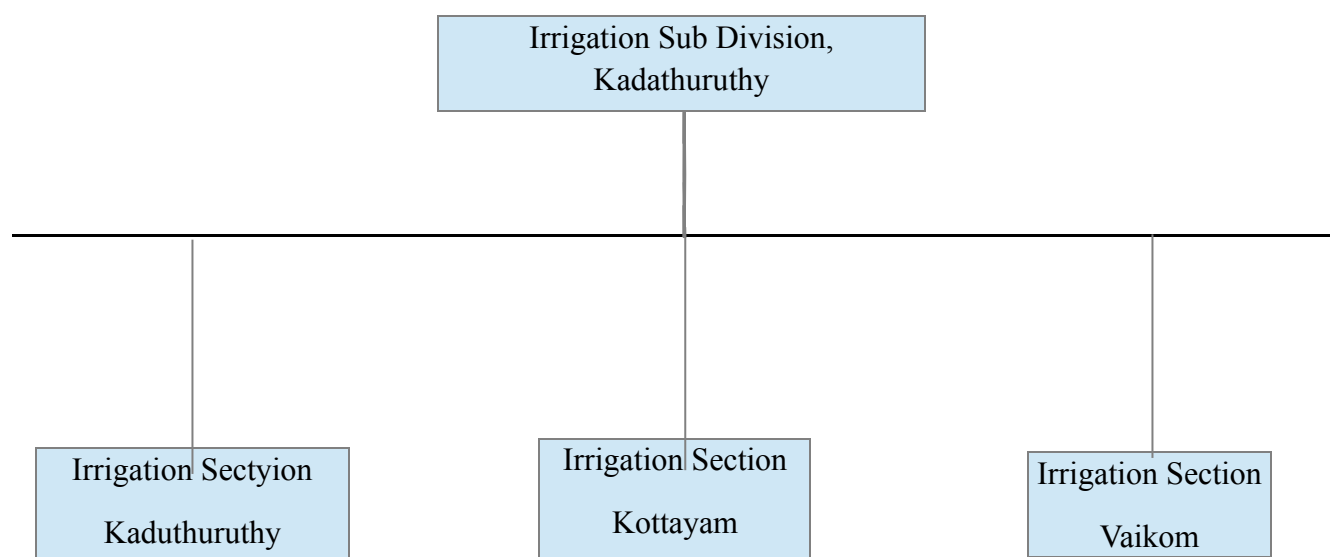 Irrigation Sub Division,
Kadathuruthy
Irrigation Sectyion
Kaduthuruthy
Irrigation Section
Kottayam
Irrigation Section
Vaikom